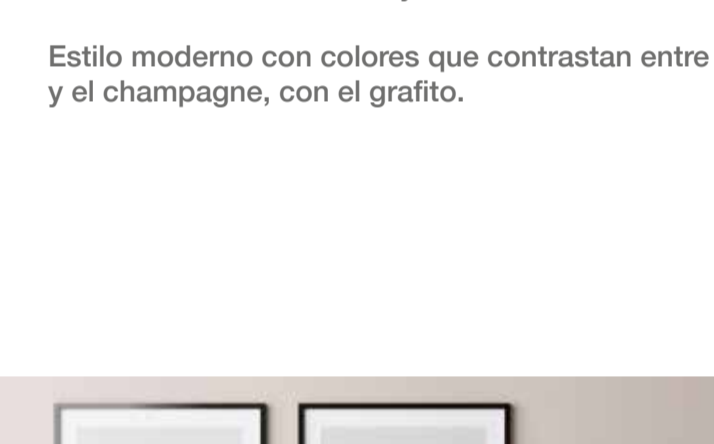 Estilo moderno con colores que contrastan entre
y el champagne, con el grafito.